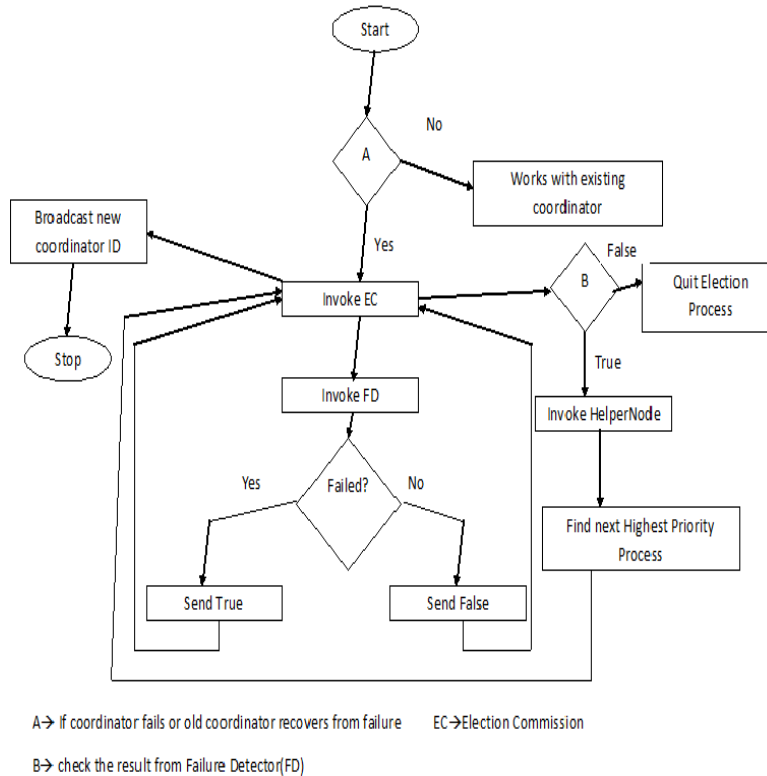 Start
No
A
Works with existing
coordinator
Broadcast new
coordinator ID
Yes
False
B
Quit Election
Process
Invoke EC
Stop
True
Invoke FD
Invoke HelperNode
Yes
Failed?
No
Find next Highest Priority
Process
Send True
Send False
A→ If coordinator fails or old coordinator recovers from failure EC→Election Commission
B→ check the result from Failure Detector(FD)